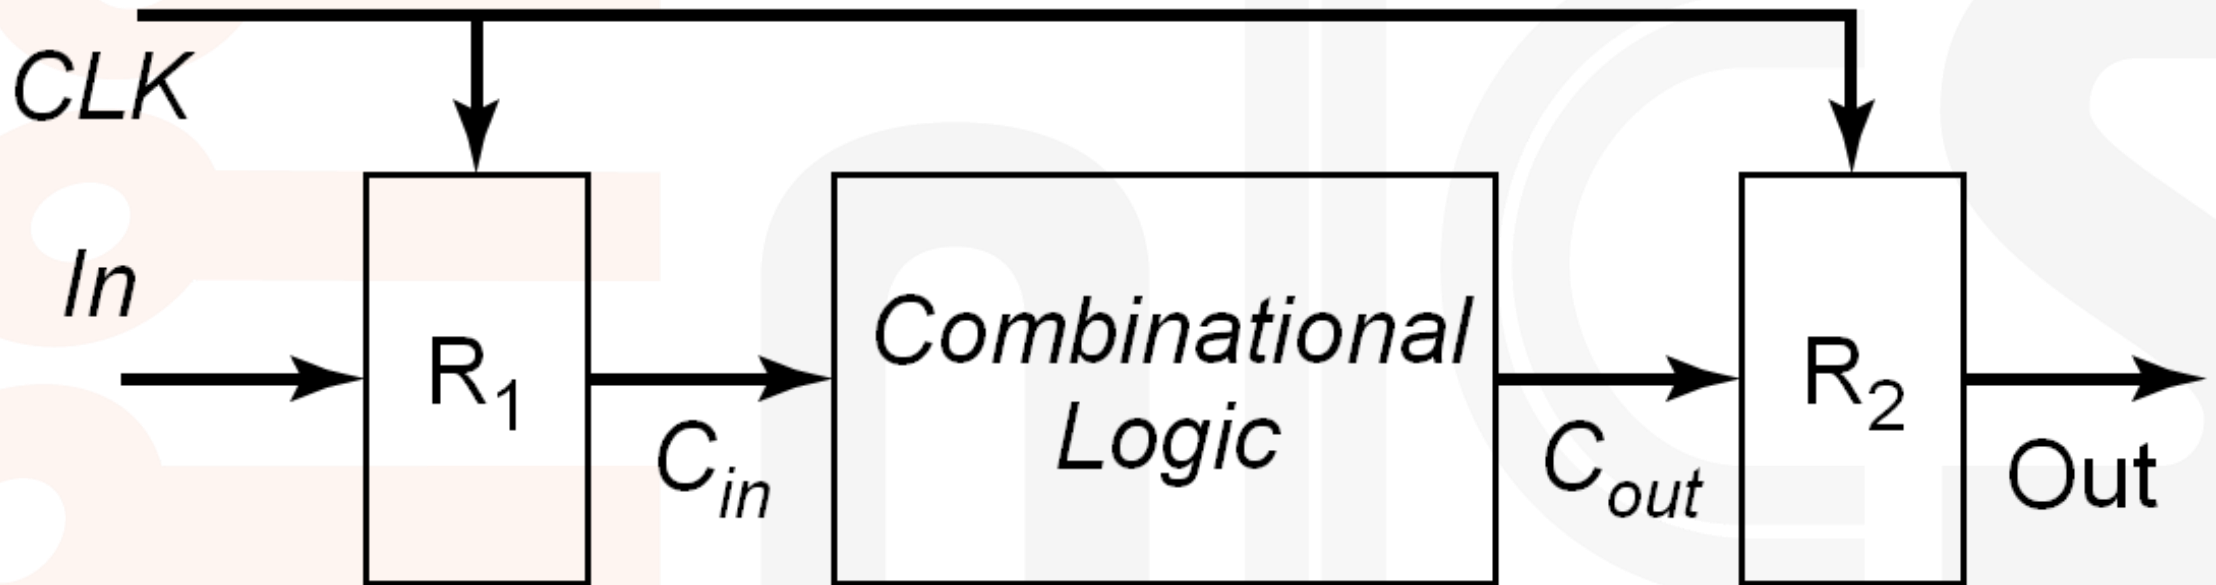 CLK
In
R1
Cin
Combinational
Logic
Cout
R2
Out